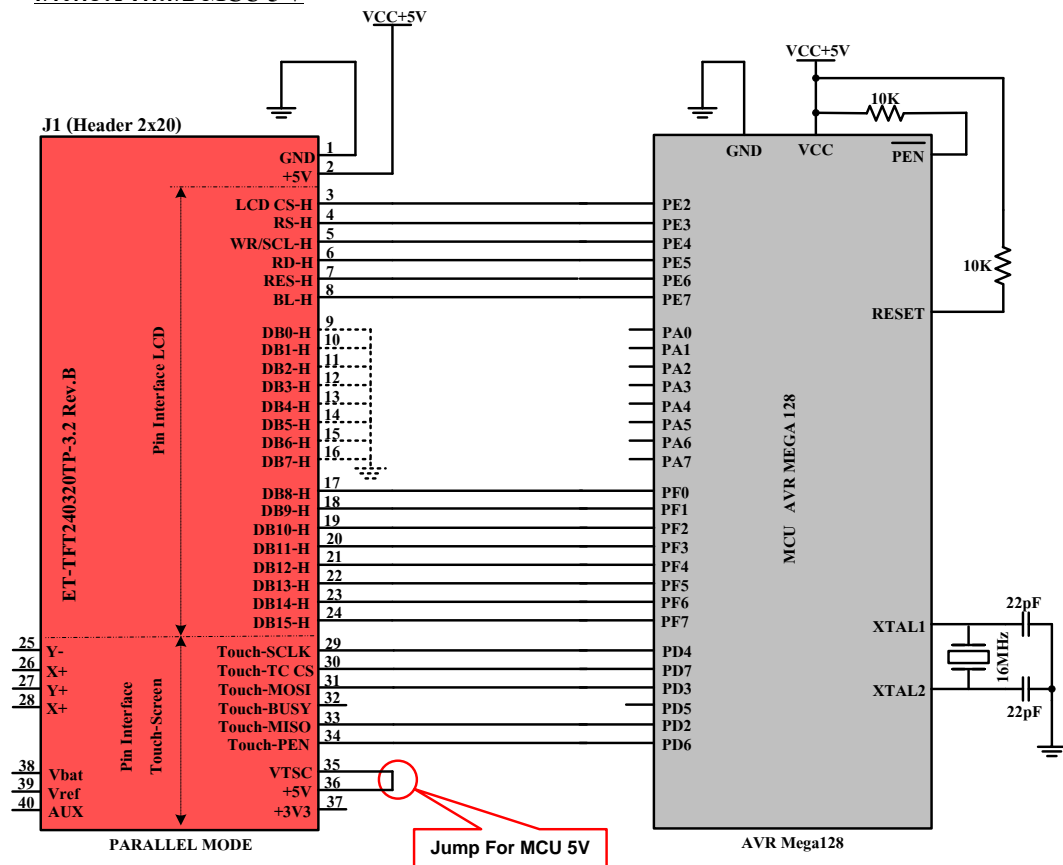 VCC+5V
VCC+5V
10K
J1 (Header 2x20)
GND 1
+5V 2
LCD CS-H 3
RS-H 4
WR/SCL-H 5
RD-H 6
RES-H 7
BL-H 8
DB0-H 9
DB1-H 10
DB2-H 11
DB3-H 12
DB4-H 13
DB5-H 14
DB6-H 15
DB7-H 16
DB8-H 17
DB9-H 18
DB10-H 19
DB11-H 20
DB12-H 21
DB13-H 22
DB14-H 23
DB15-H 24
Touch-SCLK 29
Touch-TC CS 30
Touch-MOSI 31
Touch-BUSY 32
Touch-MISO 33
Touch-PEN 34
VTSC 35
+5V 36
+3V3 37
25 Y-
26 X+
27 Y+
28 X+
38 Vbat
39 Vref
40 AUX
ET-TFT240320TP-3.2 Rev.B
Pin Interface LCD
Pin Interface
Touch-Screen
PARALLEL MODE
Jump For MCU 5V
GND
VCC
PEN
PE2
PE3
PE4
PE5
PE6
PE7
PA0
PA1
PA2
PA3
PA4
PA5
PA6
PA7
PF0
PF1
PF2
PF3
PF4
PF5
PF6
PF7
PD4
PD7
PD3
PD5
PD2
PD6
MCU AVR MEGA 128
10K
RESET
XTAL1
XTAL2
22pF
16MHz
22pF
AVR Mega128